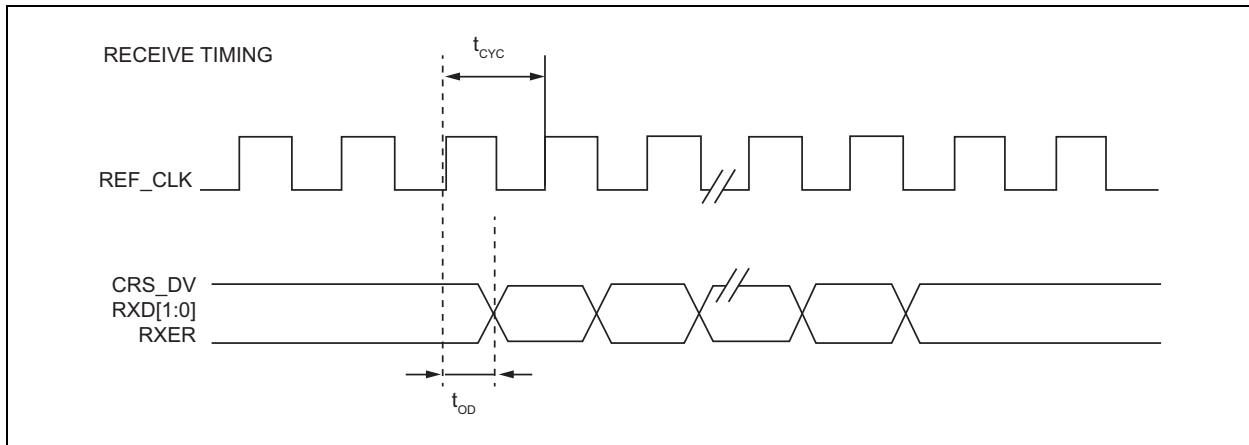 RECEIVE TIMING
tCYC
REF_CLK
CRS_DV
RXD[1:0]
RXER
tOD